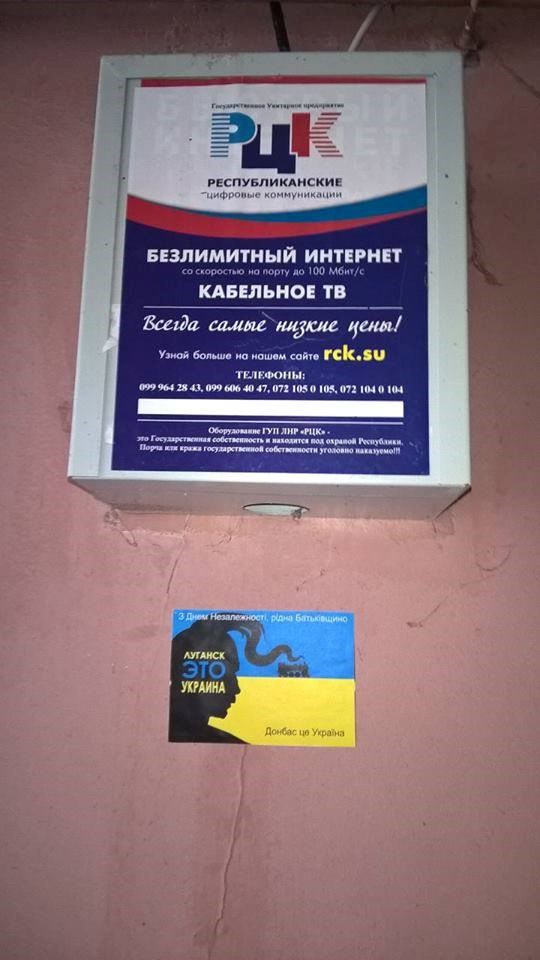 Государственное Унитарное предприятие
РЦК
РЕСПУБЛИКАНСКИЕ
цифровые коммуникации
БЕЗЛИМИТНЫЙ ИНТЕРНЕТ
со скоростью на порту до 100 Мбит/с
КАБЕЛЬНОЕ ТВ
Всегда самые низкие цены!
Узнай больше на нашем сайте rck.su
ТЕЛЕФОНЫ:
099 964 28 43, 099 606 40 47, 072 105 0 105, 072 104 0 104
Оборудование ГУП ЛНР «РЦК» -
это Государственная собственность и находится под охраной Республики.
Порча или кража государственной собственности уголовно наказуемо!!!
З Днем Незалежності, рідна Батьківщино
ЛУГАНСК
ЭТО
УКРАИНА
Донбас це Україна